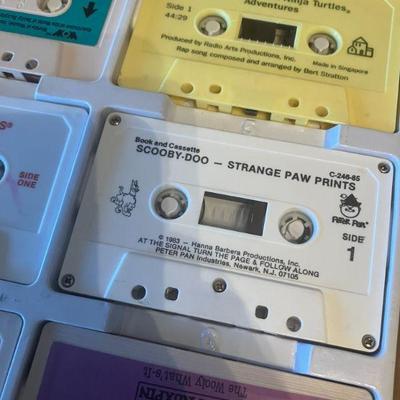 WOW
Ninja Turtles
Adventures
Side 1
44:29
Produced by Radio Arts Productions, Inc.
Made in Singapore
Rap song composed and arranged by Bert Stratton
SIDE
ONE
Book and Cassette
SCOOBY-DOO — STRANGE PAW PRINTS
C-246-85
Peter Pan
SIDE
1
© 1983 — Hanna Barbera Productions, Inc.
AT THE SIGNAL TURN THE PAGE & FOLLOW ALONG
PETER PAN Industries, Newark, N.J. 07105
The Wooly What's-It